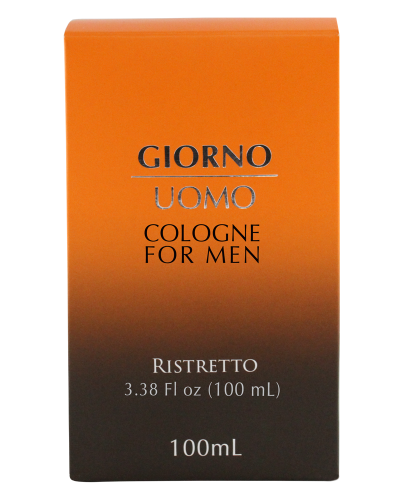 GIORNO
UOMO
COLOGNE
FOR MEN
RISTRETTO
3.38 Fl oz (100 mL)
100mL